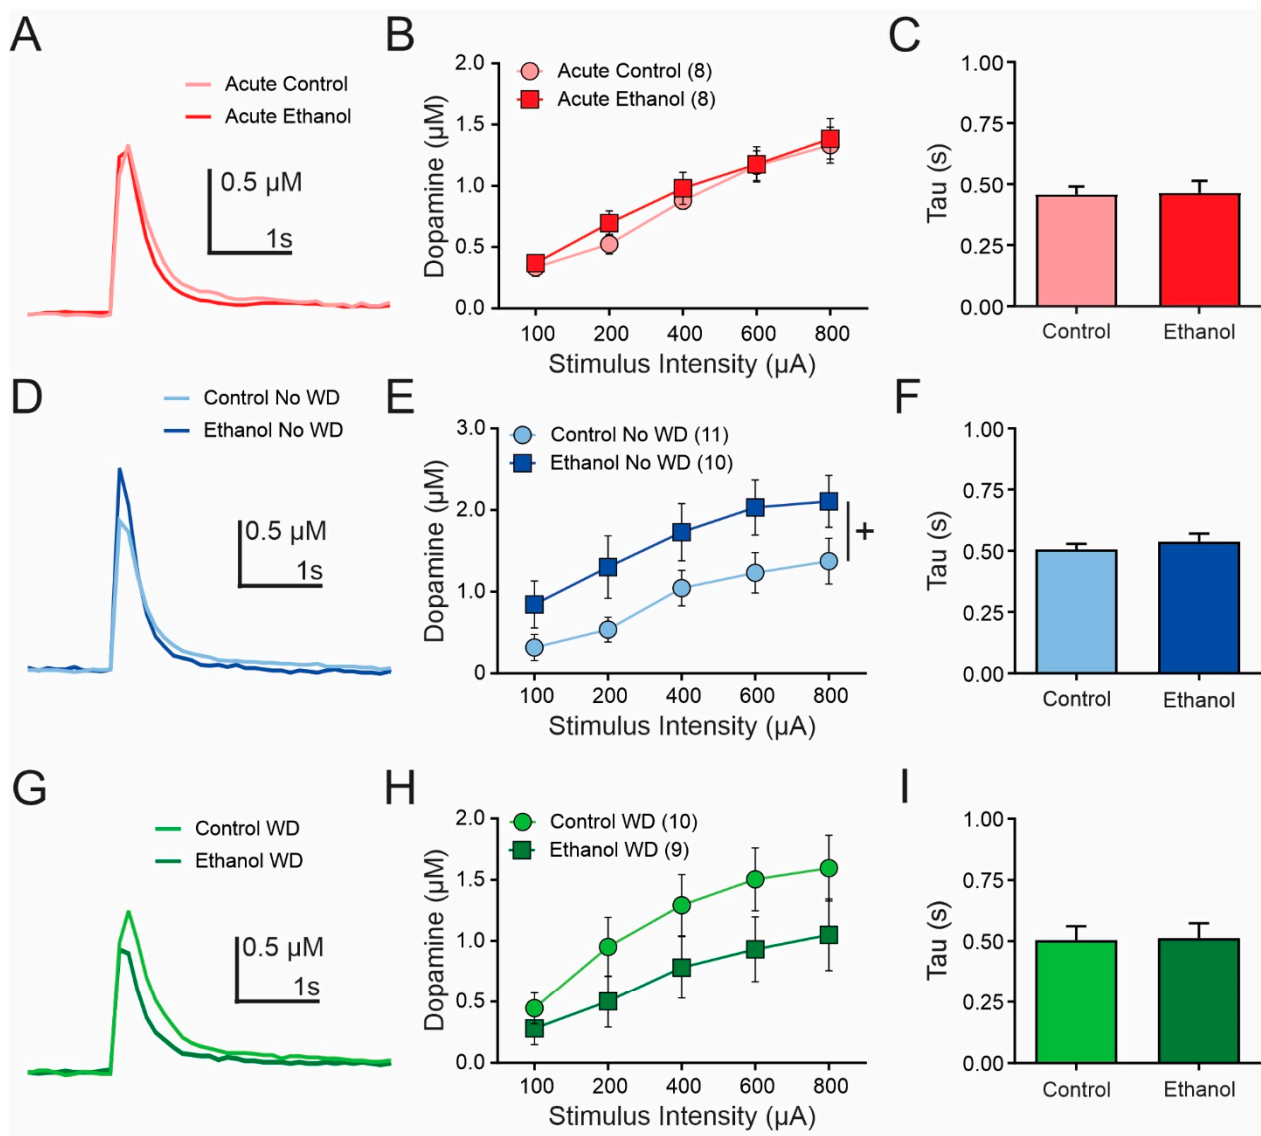 A
Acute Control
Acute Ethanol
0.5 µM
1s
B
Dopamine (µM)
2.0
1.5
1.0
0.5
0.0
Acute Control (8)
Acute Ethanol (8)
100 200 400 600 800
Stimulus Intensity (µA)
C
Tau (s)
1.00
0.75
0.50
0.25
0.00
Control Ethanol
D
Control No WD
Ethanol No WD
0.5 µM
1s
E
Dopamine (µM)
3.0
2.0
1.0
0
Control No WD (11)
Ethanol No WD (10)
+
100 200 400 600 800
Stimulus Intensity (µA)
F
Tau (s)
1.00
0.75
0.50
0.25
0.00
Control Ethanol
G
Control WD
Ethanol WD
0.5 µM
1s
H
Dopamine (µM)
2.0
1.5
1.0
0.5
0.0
Control WD (10)
Ethanol WD (9)
100 200 400 600 800
Stimulus Intensity (µA)
I
Tau (s)
1.00
0.75
0.50
0.25
0.00
Control Ethanol